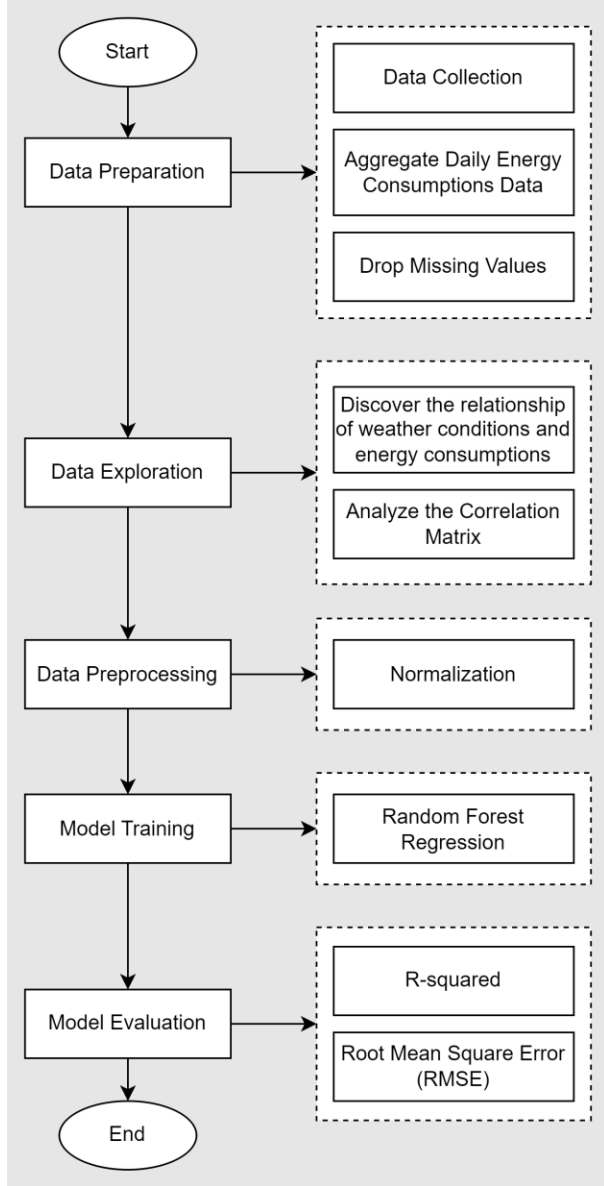 Start
Data Preparation
Data Collection
Aggregate Daily Energy
Consumptions Data
Drop Missing Values
Data Exploration
Discover the relationship
of weather conditions and
energy consumptions
Analyze the Correlation
Matrix
Data Preprocessing
Normalization
Model Training
Random Forest
Regression
Model Evaluation
R-squared
Root Mean Square Error
(RMSE)
End